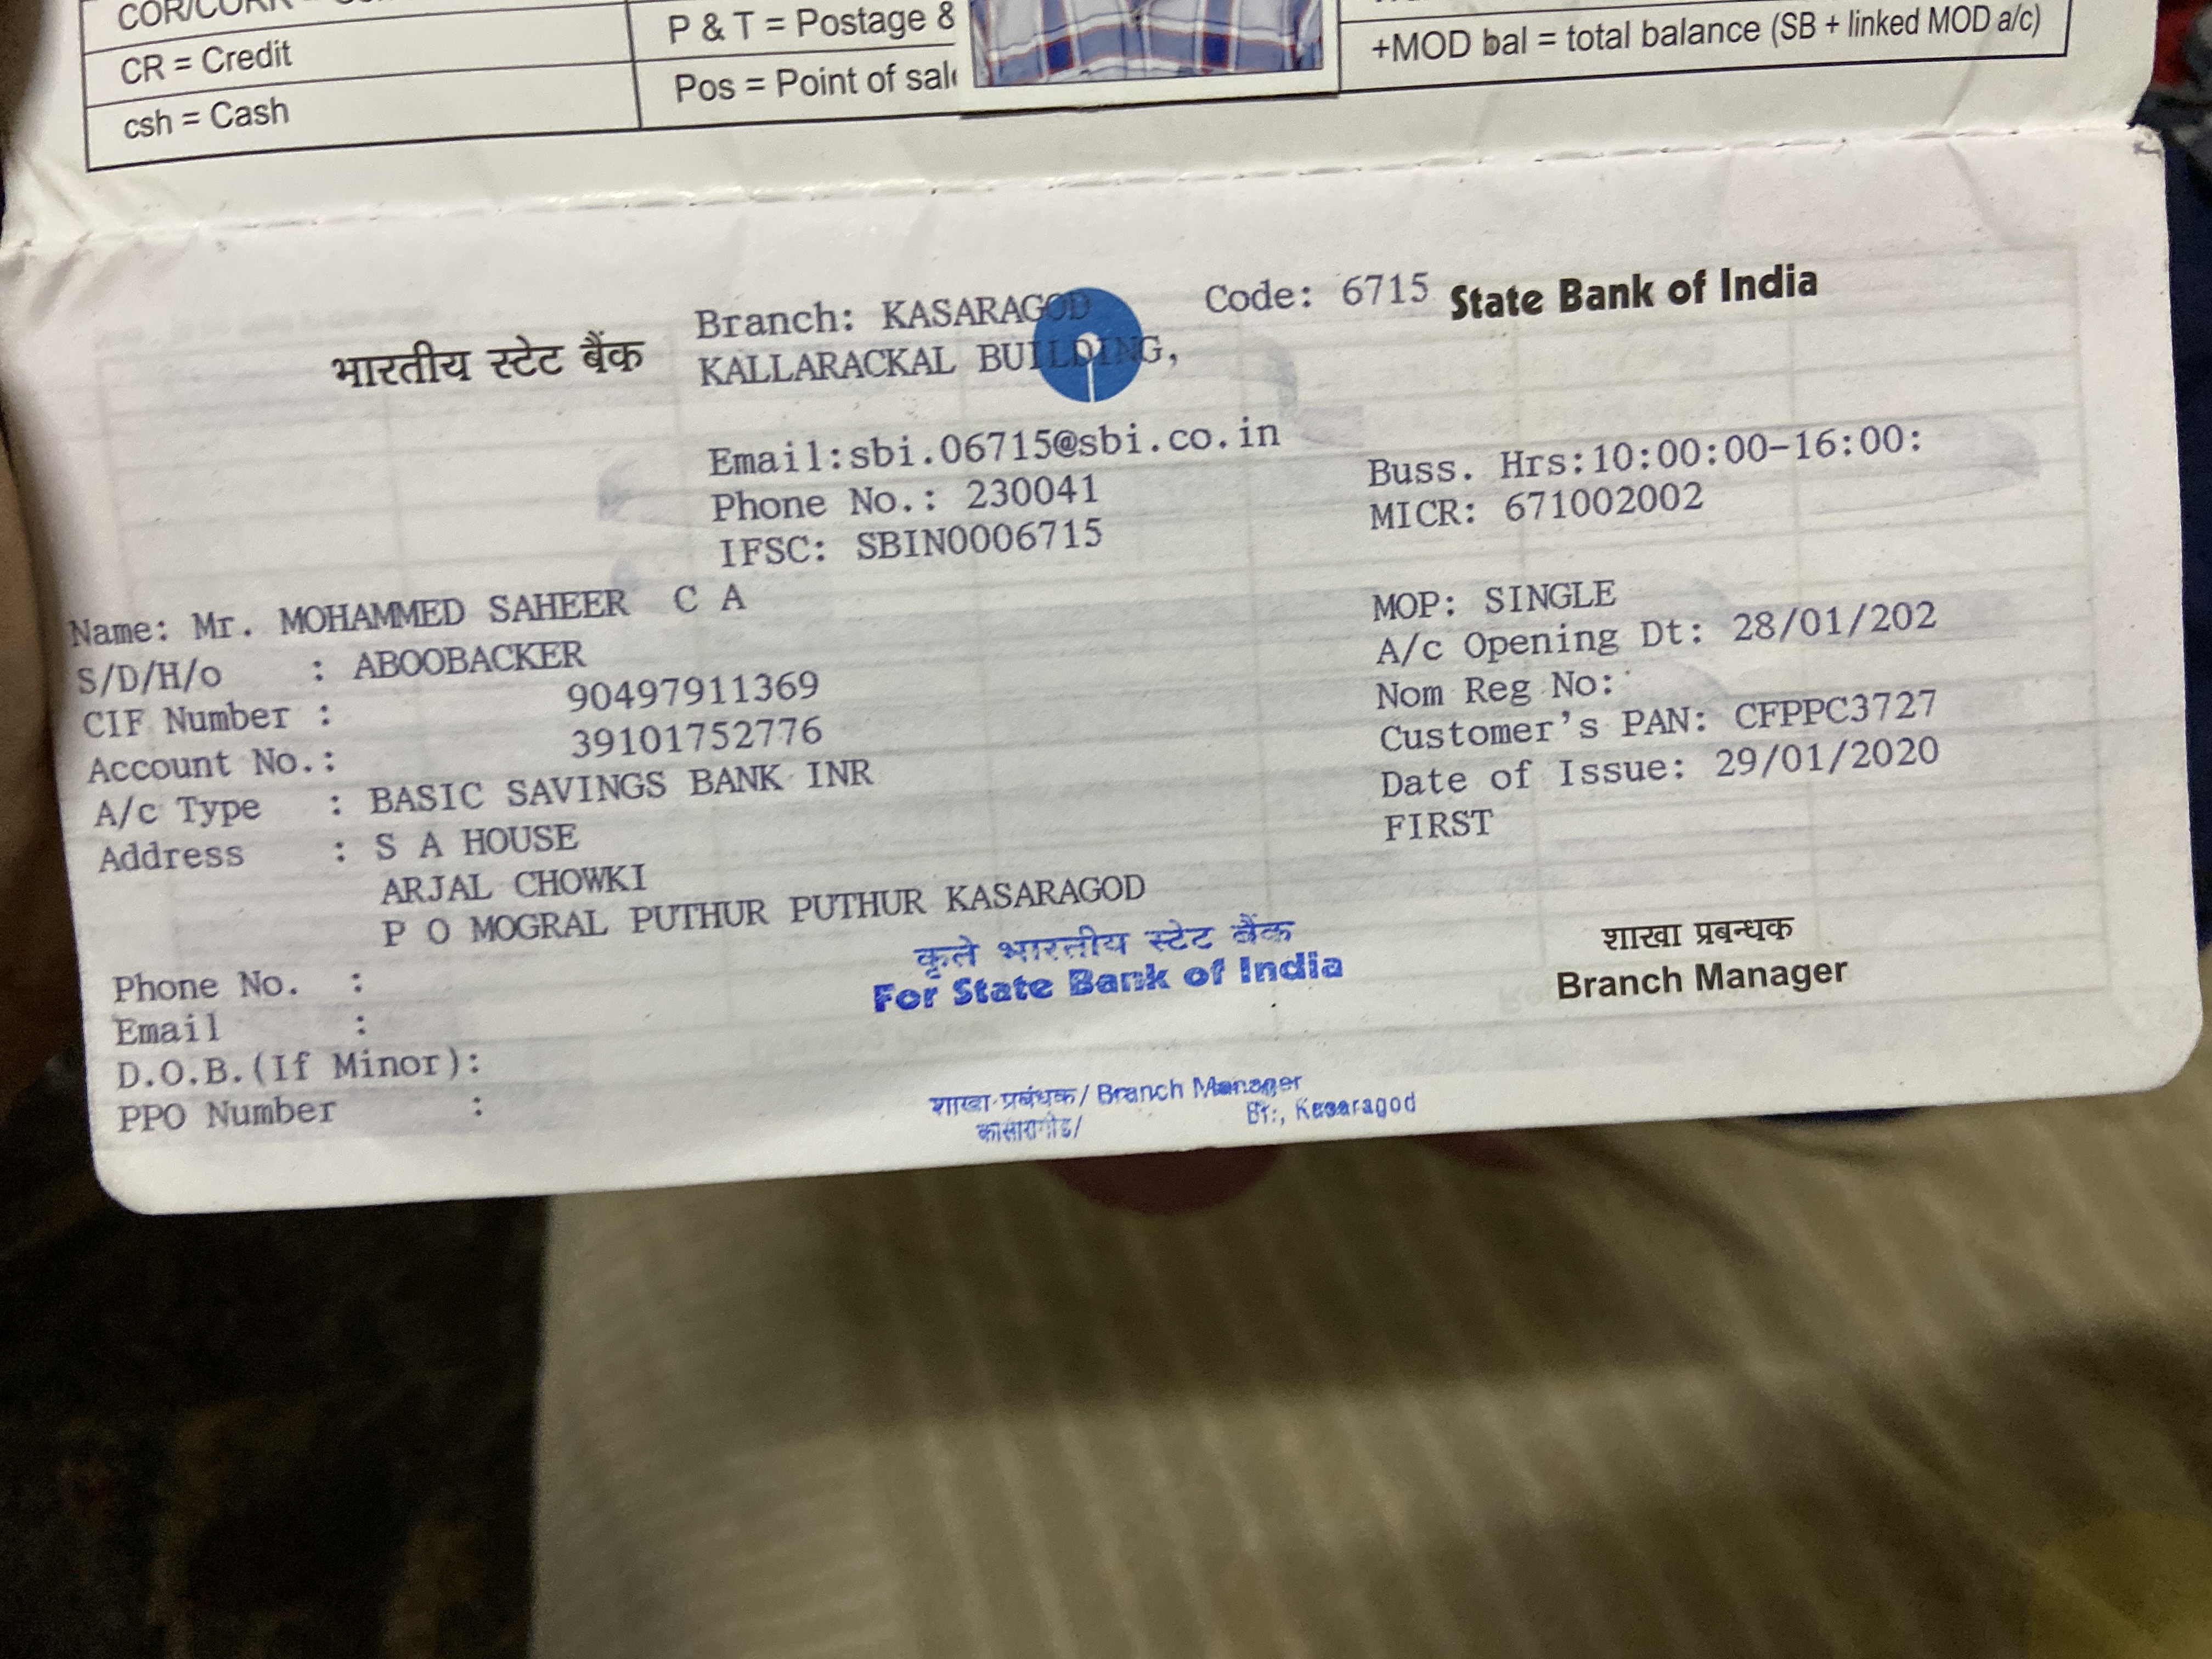 CR = Credit
csh = Cash
P & T = Postage &
Pos = Point of
+MOD bal = total balance (SB + linked MOD a/c)
भारतीय स्टेट बैंक
Branch: KASARAGOD Code: 6715 State Bank of India
KALLARACKAL BUILDING,
Email:sbi.06715@sbi.co.in
Buss. Hrs:10:00:00-16:00:
Phone No.: 230041
MICR: 671002002
IFSC: SBIN0006715
Name: Mr. MOHAMMED SAHEER C A
MOP: SINGLE
S/D/H/o : ABOOBACKER
A/c Opening Dt: 28/01/202
CIF Number : 90497911369
Nom Reg No:
Account No.: 39101752776
Customer's PAN: CFPPC3727
A/c Type : BASIC SAVINGS BANK INR
Date of Issue: 29/01/2020
Address : S A HOUSE
FIRST
ARJAL CHOWKI
P O MOGRAL PUTHUR PUTHUR KASARAGOD
कृते भारतीय स्टेट बैंक
For State Bank of India
शाखा प्रबन्धक
Branch Manager
Phone No. :
Email :
D.O.B.(If Minor):
PPO Number :
शाखा प्रबंधक/ Branch Manager
कासारगोड/ Br:, Kasaragod